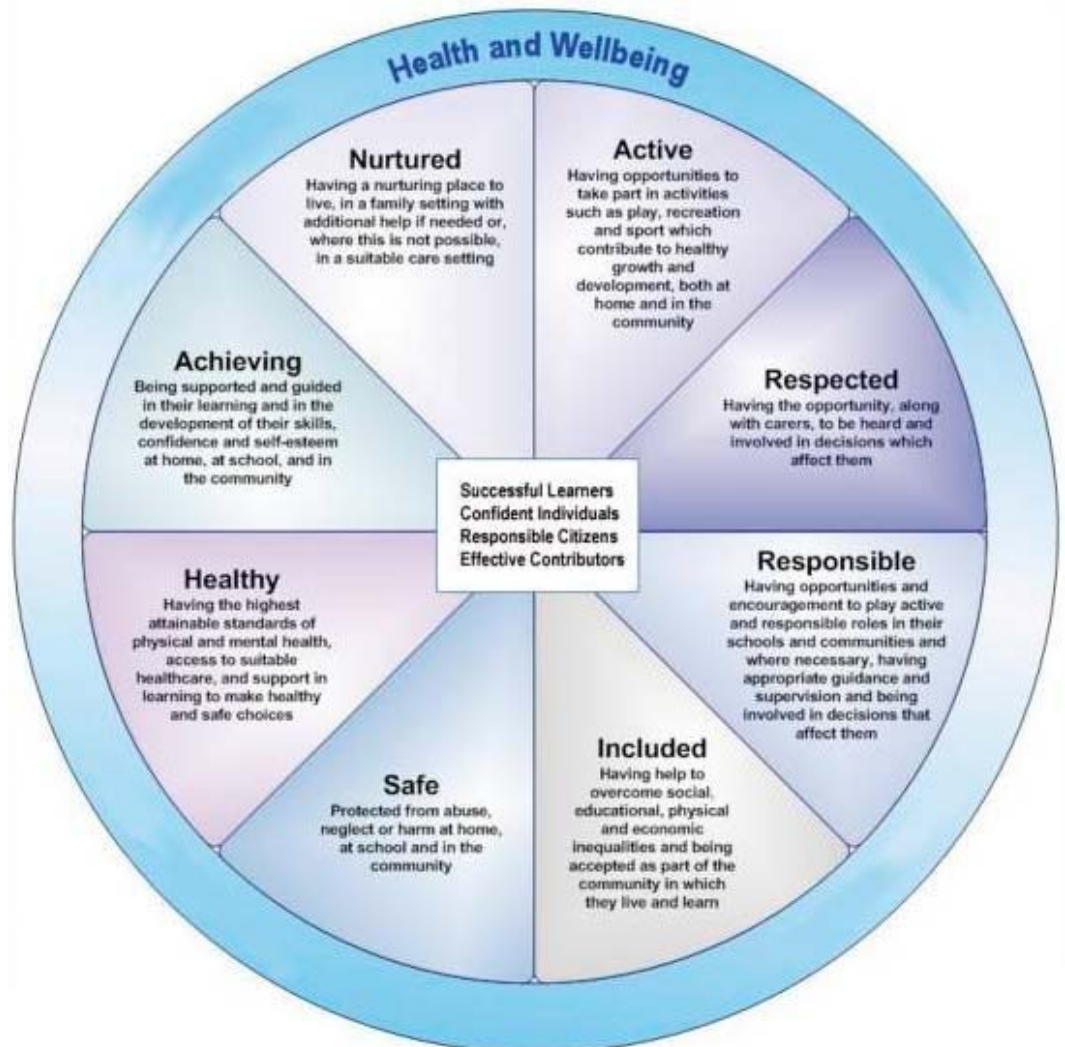 Health and Wellbeing
Nurtured
Having a nurturing place to
live, in a family setting with
additional help if needed or,
where this is not possible,
in a suitable care setting
Active
Having opportunities to
take part in activities
such as play, recreation
and sport which
contribute to healthy
growth and
development, both at
home and in the
community
Achieving
Being supported and guided
in their learning and in the
development of their skills,
confidence and self-esteem
at home, at school, and in
the community
Respected
Having the opportunity, along
with carers, to be heard and
involved in decisions which
affect them
Successful Learners
Confident Individuals
Responsible Citizens
Effective Contributors
Healthy
Having the highest
attainable standards of
physical and mental health,
access to suitable
healthcare, and support in
learning to make healthy
and safe choices
Responsible
Having opportunities and
encouragement to play active
and responsible roles in their
schools and communities and
where necessary, having
appropriate guidance and
supervision and being
involved in decisions that
affect them
Safe
Protected from abuse,
neglect or harm at home,
at school and in the
community
Included
Having help to
overcome social,
educational, physical
and economic
inequalities and being
accepted as part of the
community in which
they live and learn